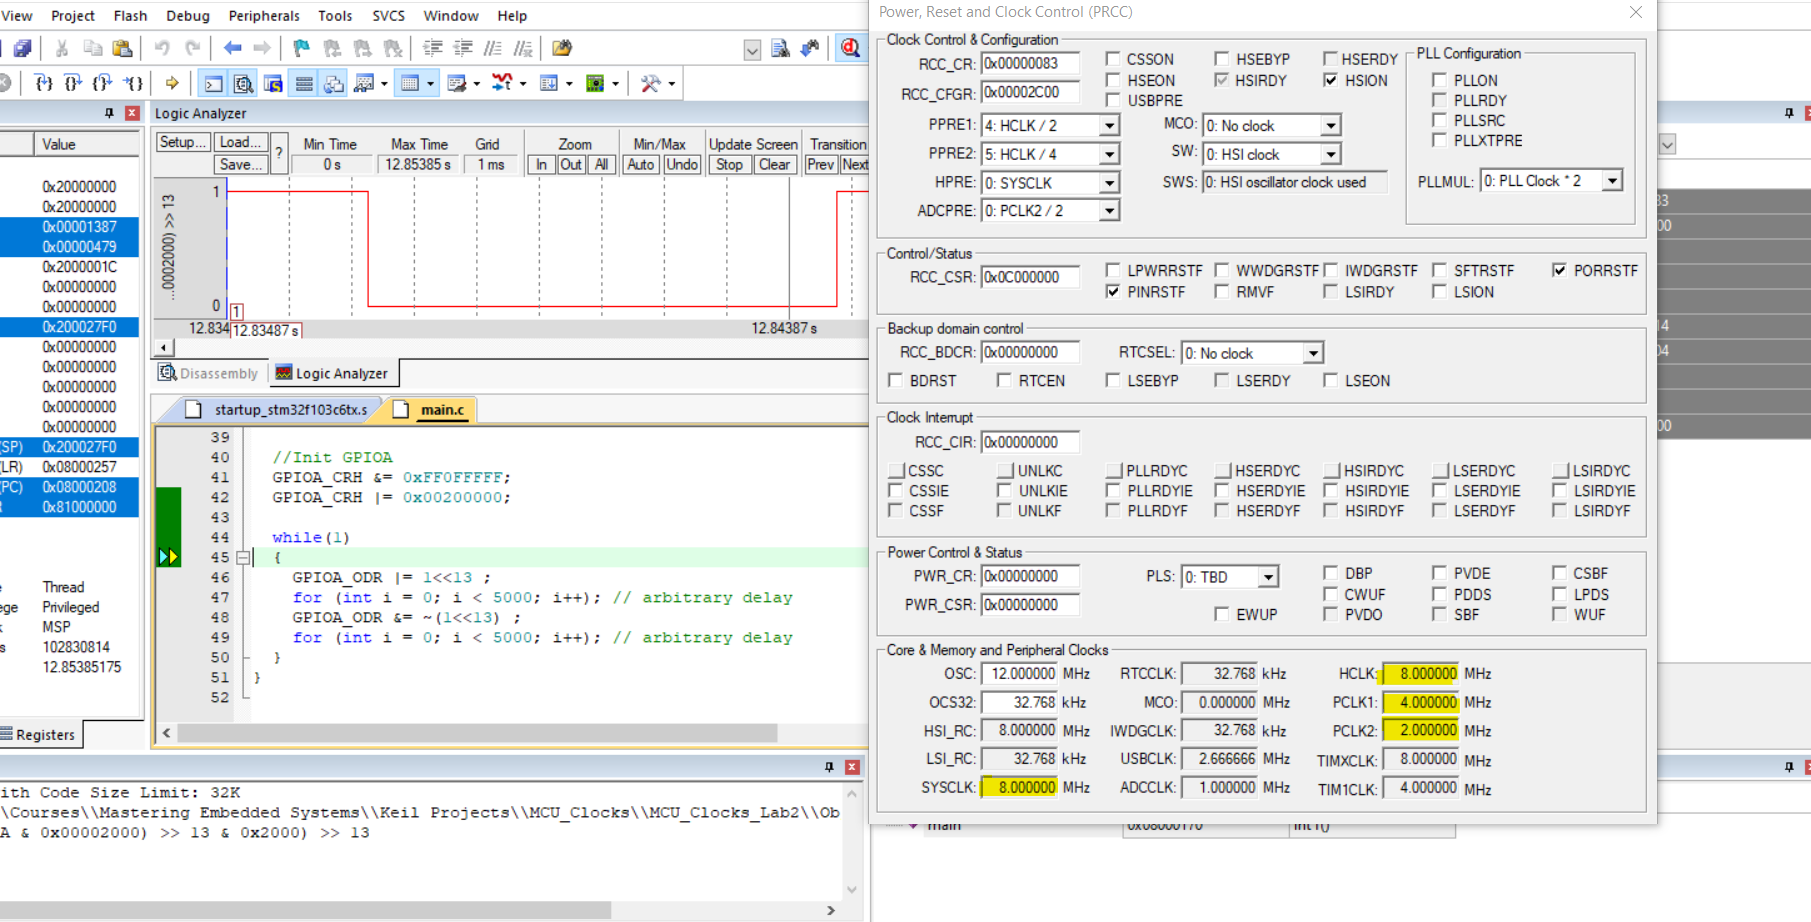 View Project Flash Debug Peripherals Tools SVCS Window Help
Value
0x20000000
0x20000000
0x00001387
0x00000479
0x2000001C
0x00000000
0x00000000
0x200027F0
0x00000000
0x00000000
0x00000000
0x00000000
0x00000000
(SP) 0x200027F0
(LR) 0x08000257
(PC) 0x08000208
R 0x81000000
Thread
Privileged
MSP
102830814
12.85385175
Registers
Logic Analyzer
Setup... Load... Save... ?
Min Time Max Time Grid Zoom Min/Max Update Screen Transition
0 s 12.85385 s 1 ms In Out All Auto Undo Stop Clear Prev Next
...0002000) >> 13
1
0
1
12.834 12.83487 s 12.84387 s
Disassembly Logic Analyzer
startup_stm32f103c6tx.s main.c
39
40 //Init GPIOA
41 GPIOA_CRH &= 0xFF0FFFFF;
42 GPIOA_CRH |= 0x00200000;
43
44 while(1)
45 {
46 GPIOA_ODR |= 1<<13 ;
47 for (int i = 0; i < 5000; i++); // arbitrary delay
48 GPIOA_ODR &= ~(1<<13) ;
49 for (int i = 0; i < 5000; i++); // arbitrary delay
50 }
51 }
52
ith Code Size Limit: 32K
\\Courses\\Mastering Embedded Systems\\Keil Projects\\MCU_Clocks\\MCU_Clocks_Lab2\\Ob
A & 0x00002000) >> 13 & 0x2000) >> 13
Power, Reset and Clock Control (PRCC)
Clock Control & Configuration
RCC_CR: 0x00000083 CSSON HSEBYP HSERDY
RCC_CFGR: 0x00002C00 HSEON HSIRDY HSION
USBPRE
PPRE1: 4: HCLK / 2 MCO: 0: No clock
PPRE2: 5: HCLK / 4 SW: 0: HSI clock
HPRE: 0: SYSCLK SWS: 0: HSI oscillator clock used
ADCPRE: 0: PCLK2 / 2
PLL Configuration
PLLON
PLLRDY
PLLSRC
PLLXTPRE
PLLMUL: 0: PLL Clock * 2
Control/Status
RCC_CSR: 0x0C000000 LPWRRSTF WWDGRSTF IWDGRSTF SFTRSTF PORRSTF
PINRSTF RMVF LSIRDY LSION
Backup domain control
RCC_BDCR: 0x00000000 RTCSEL: 0: No clock
BDRST RTCEN LSEBYP LSERDY LSEON
Clock Interrupt
RCC_CIR: 0x00000000
CSSC UNLKC PLLRDYC HSERDYC HSIRDYC LSERDYC LSIRDYC
CSSIE UNLKIE PLLRDYIE HSERDYIE HSIRDYIE LSERDYIE LSIRDYIE
CSSF UNLKF PLLRDYF HSERDYF HSIRDYF LSERDYF LSIRDYF
Power Control & Status
PWR_CR: 0x00000000 PLS: 0: TBD DBP PVDE CSBF
CWUF PDDS LPDS
PWR_CSR: 0x00000000 EWUP PVDO SBF WUF
Core & Memory and Peripheral Clocks
OSC: 12.000000 MHz RTCCLK: 32.768 kHz HCLK: 8.000000 MHz
OCS32: 32.768 kHz MCO: 0.000000 MHz PCLK1: 4.000000 MHz
HSI_RC: 8.000000 MHz IWDGCLK: 32.768 kHz PCLK2: 2.000000 MHz
LSI_RC: 32.768 kHz USBCLK: 2.666666 MHz TIMXCLK: 8.000000 MHz
SYSCLK: 8.000000 MHz ADCCLK: 1.000000 MHz TIM1CLK: 4.000000 MHz
main 0x08000170 int f()